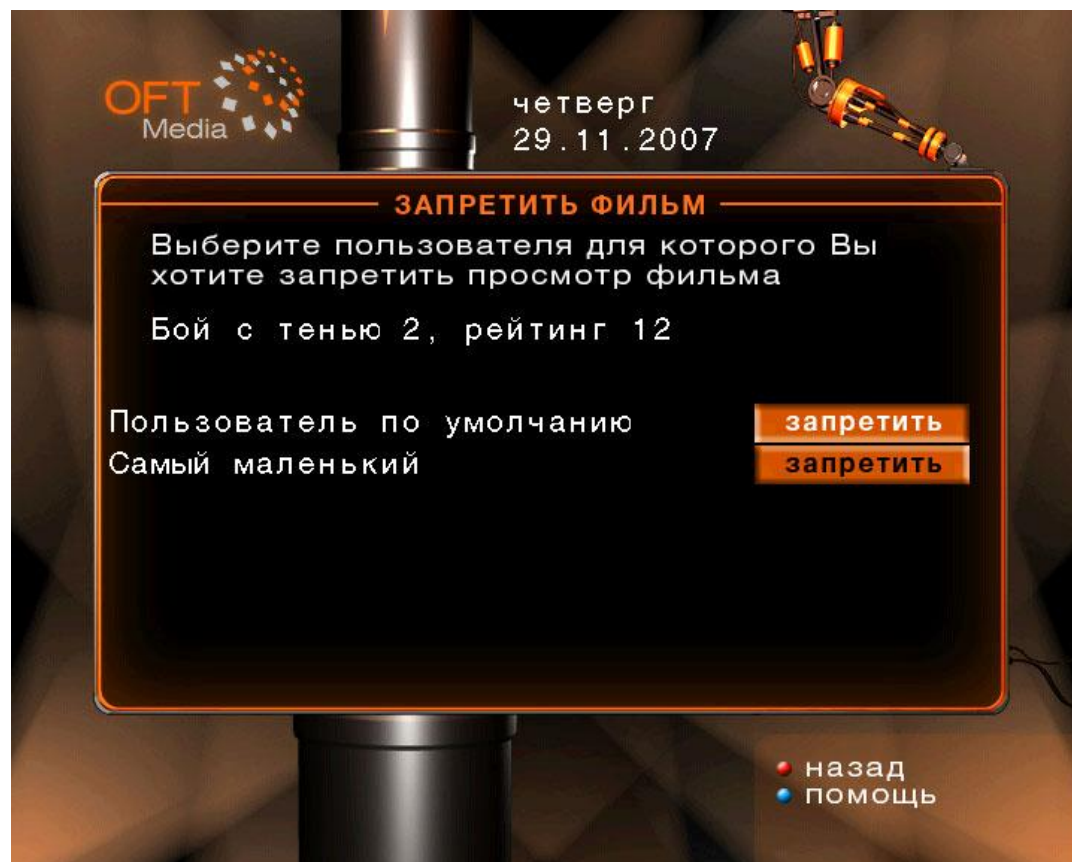 OFT
Media
четверг
29.11.2007
ЗАПРЕТИТЬ ФИЛЬМ
Выберите пользователя для которого Вы
хотите запретить просмотр фильма
Бой с тенью 2, рейтинг 12
Пользователь по умолчанию запретить
Самый маленький запретить
назад
помощь